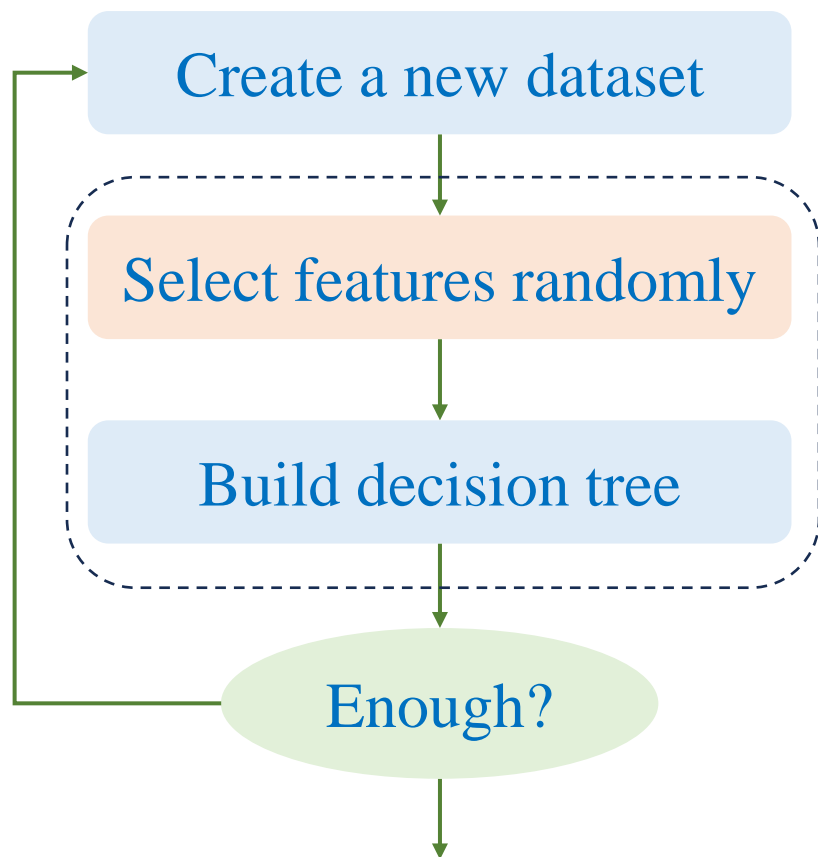 Create a new dataset
Select features randomly
Build decision tree
Enough?